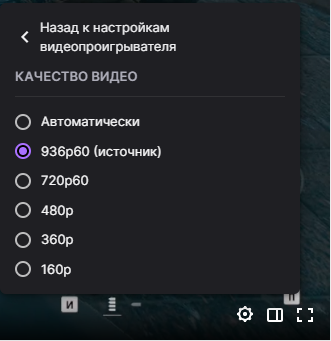 Назад к настройкам
видеопроигрывателя
КАЧЕСТВО ВИДЕО
Автоматически
936p60 (источник)
720p60
480p
360p
160p
И